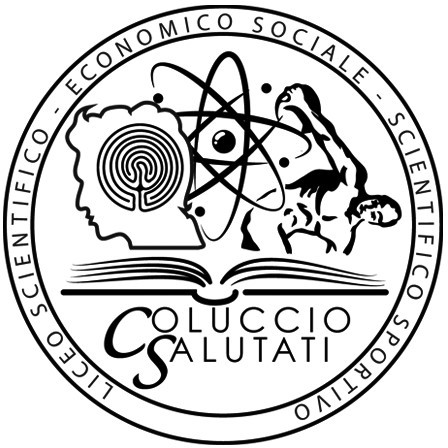 LICEO SCIENTIFICO - ECONOMICO SOCIALE - SCIENTIFICO SPORTIVO
COLUCCIO
SALUTATI